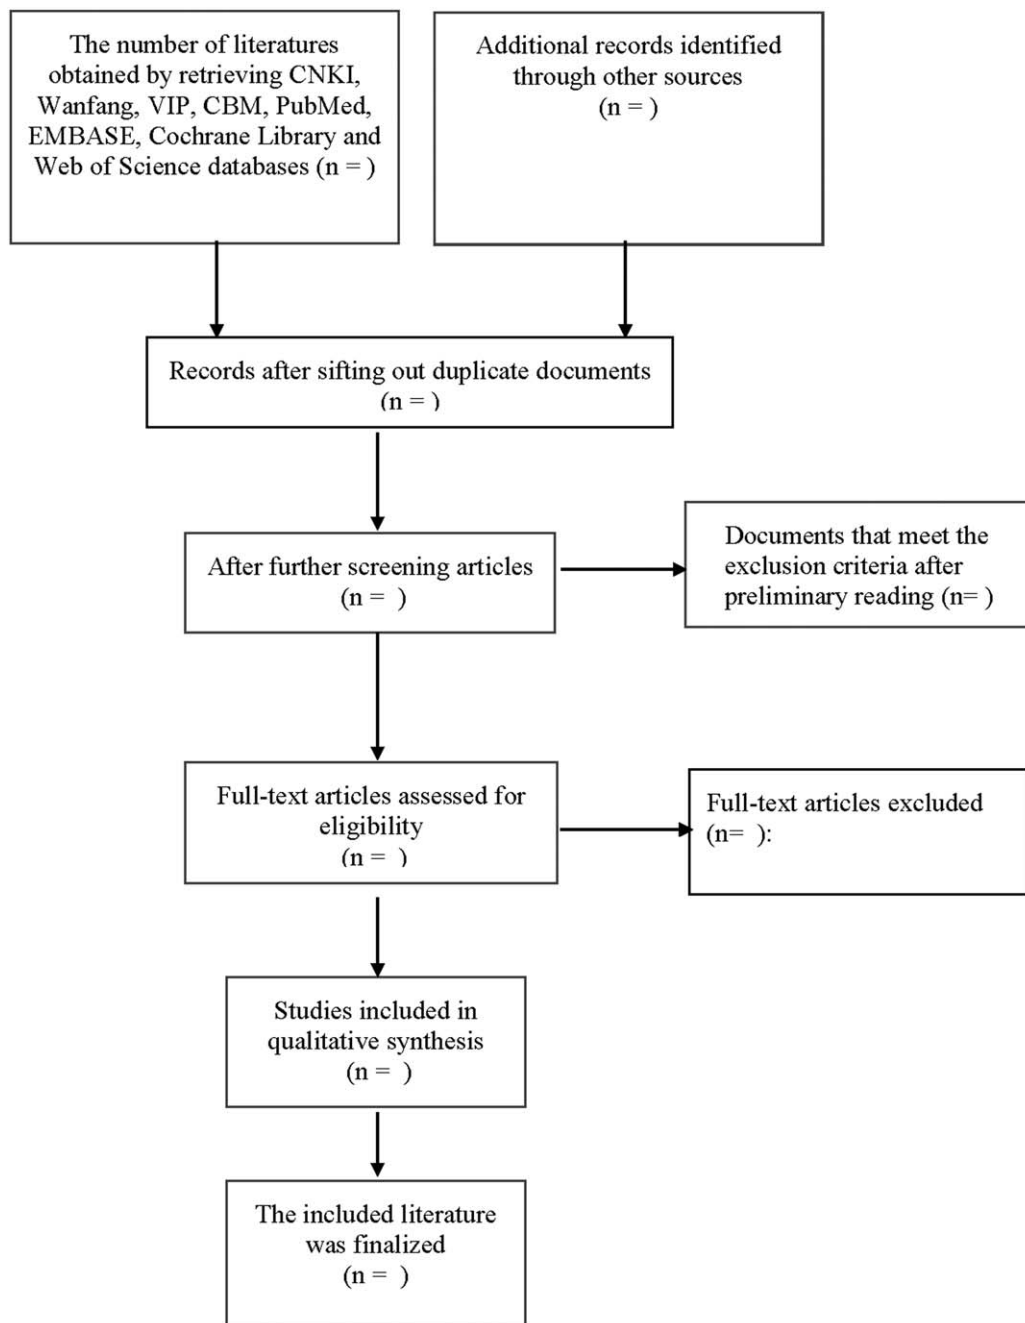 The number of literatures
obtained by retrieving CNKI,
Wanfang, VIP, CBM, PubMed,
EMBASE, Cochrane Library and
Web of Science databases (n = )
Additional records identified
through other sources
(n = )
Records after sifting out duplicate documents
(n = )
After further screening articles
(n =  )
Documents that meet the
exclusion criteria after
preliminary reading (n= )
Full-text articles assessed for
eligibility
(n =  )
Full-text articles excluded
(n=  ):
Studies included in
qualitative synthesis
(n =  )
The included literature
was finalized
(n =  )